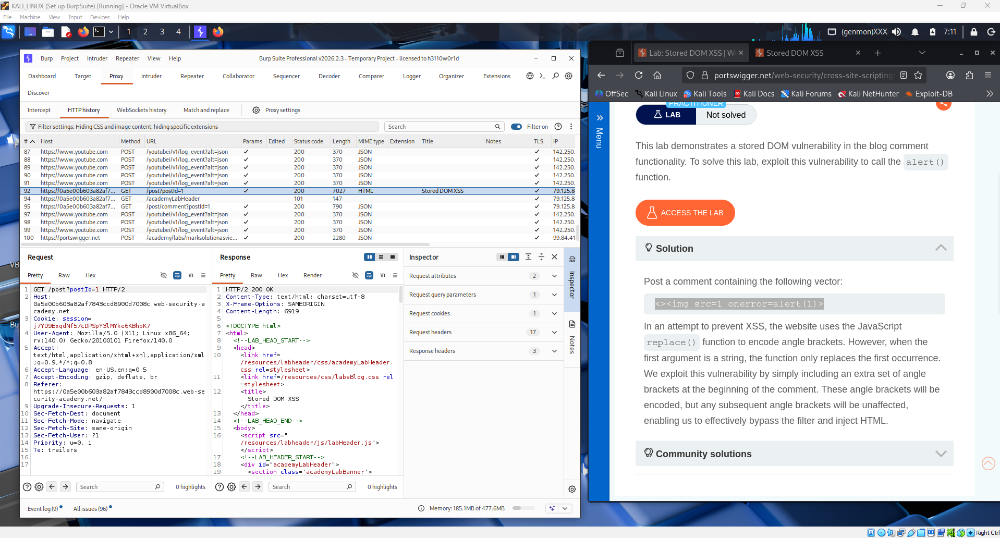 KALI_LINUX (Set up BurpSuite) [Running] - Oracle VM VirtualBox
File Machine View Input Devices Help
1 2 3 4 (genmon)XXX 7:11
Burp Project Intruder Repeater View Help Burp Suite Professional v2026.2.3 - Temporary Project - licensed to h3110w0r1d
Dashboard Target Proxy Intruder Repeater Collaborator Sequencer Decoder Comparer Logger Organizer Extensions
Discover
Intercept HTTP history WebSockets history Match and replace Proxy settings
Filter settings: Hiding CSS and image content; hiding specific extensions Search Filter on
# Host Method URL Params Edited Status code Length MIME type Extension Title Notes TLS IP
87 https://www.youtube.com POST /youtubei/v1/log_event?alt=json ✓ 200 370 JSON ✓ 142.250.
88 https://www.youtube.com POST /youtubei/v1/log_event?alt=json ✓ 200 370 JSON ✓ 142.250.
89 https://www.youtube.com POST /youtubei/v1/log_event?alt=json ✓ 200 370 JSON ✓ 142.250.
90 https://www.youtube.com POST /youtubei/v1/log_event?alt=json ✓ 200 370 JSON ✓ 142.250.
91 https://www.youtube.com POST /youtubei/v1/log_event?alt=json ✓ 200 370 JSON ✓ 142.250.
92 https://0a5e00b603a82af7... GET /post?postId=1 ✓ 200 7027 HTML Stored DOM XSS ✓ 79.125.8
94 https://0a5e00b603a82af7... GET /academyLabHeader 101 147 ✓ 79.125.8
95 https://0a5e00b603a82af7... GET /post/comment?postId=1 ✓ 200 790 JSON ✓ 79.125.8
97 https://www.youtube.com POST /youtubei/v1/log_event?alt=json ✓ 200 370 JSON ✓ 142.250.
98 https://www.youtube.com POST /youtubei/v1/log_event?alt=json ✓ 200 370 JSON ✓ 142.250.
99 https://www.youtube.com POST /youtubei/v1/log_event?alt=json ✓ 200 370 JSON ✓ 142.250.
100 https://portswigger.net POST /academy/labs/marksolutionasvie... ✓ 200 2280 JSON ✓ 99.84.41
Request
Pretty Raw Hex \n
1 GET /post?postId=1 HTTP/2
2 Host:
0a5e00b603a82af7843ccd8900d7008c.web-security-a
cademy.net
3 Cookie: session=
j7YD9ExqdNf57cDPSpY3lMYke6KBhpK7
4 User-Agent: Mozilla/5.0 (X11; Linux x86_64;
rv:140.0) Gecko/20100101 Firefox/140.0
5 Accept:
text/html,application/xhtml+xml,application/xml
;q=0.9,*/*;q=0.8
6 Accept-Language: en-US,en;q=0.5
7 Accept-Encoding: gzip, deflate, br
8 Referer:
https://0a5e00b603a82af7843ccd8900d7008c.web-se
curity-academy.net/
9 Upgrade-Insecure-Requests: 1
10 Sec-Fetch-Dest: document
11 Sec-Fetch-Mode: navigate
12 Sec-Fetch-Site: same-origin
13 Sec-Fetch-User: ?1
14 Priority: u=0, i
15 Te: trailers
16
17
Search 0 highlights
Response
Pretty Raw Hex Render \n
1 HTTP/2 200 OK
2 Content-Type: text/html; charset=utf-8
3 X-Frame-Options: SAMEORIGIN
4 Content-Length: 6919
5
6 <!DOCTYPE html>
7 <html>
8 <!--LAB_HEAD_START-->
9 <head>
10 <link href=
/resources/labheader/css/academyLabHeader.
css rel=stylesheet>
11 <link href=/resources/css/labsBlog.css rel
=stylesheet>
12 <title>
Stored DOM XSS
</title>
13 </head>
14 <!--LAB_HEAD_END-->
15 <body>
16 <script src="
/resources/labheader/js/labHeader.js">
</script>
17 <!--LAB_HEADER_START-->
18 <div id="academyLabHeader">
19 <section class='academyLabBanner'>
Search 0 highlights
Inspector
Request attributes 2
Request query parameters 1
Request cookies 1
Request headers 17
Response headers 3
Inspector
Notes
Event log (9) All issues (96) Memory: 185.1MB of 477.6MB
Lab: Stored DOM XSS | W Stored DOM XSS
portswigger.net/web-security/cross-site-scripting/
OffSec Kali Linux Kali Tools Kali Docs Kali Forums Kali NetHunter Exploit-DB
Menu
PRACTITIONER
LAB Not solved
This lab demonstrates a stored DOM vulnerability in the blog comment
functionality. To solve this lab, exploit this vulnerability to call the alert()
function.
ACCESS THE LAB
Solution
Post a comment containing the following vector:
<><img src=1 onerror=alert(1)>
In an attempt to prevent XSS, the website uses the JavaScript
replace() function to encode angle brackets. However, when the
first argument is a string, the function only replaces the first occurrence.
We exploit this vulnerability by simply including an extra set of angle
brackets at the beginning of the comment. These angle brackets will be
encoded, but any subsequent angle brackets will be unaffected,
enabling us to effectively bypass the filter and inject HTML.
Community solutions
VB
Bu
Right Ctrl